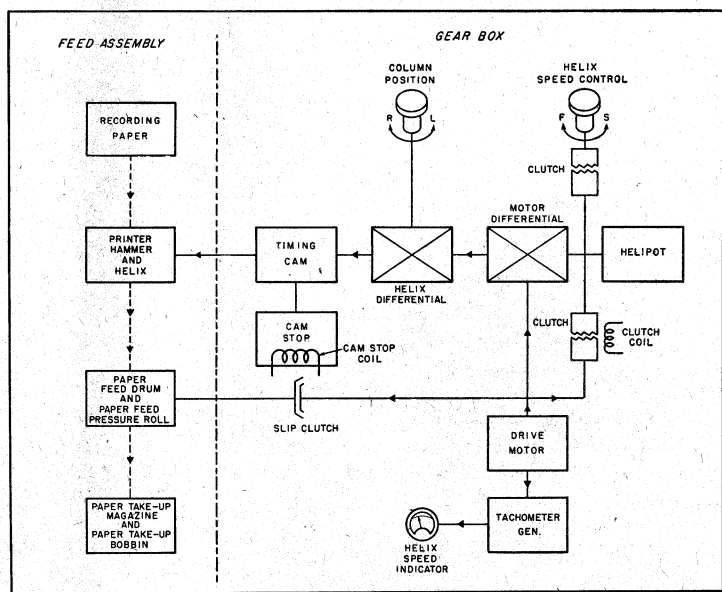 FEED ASSEMBLY
GEAR BOX
COLUMN
POSITION
R L
HELIX
SPEED CONTROL
F S
RECORDING
PAPER
CLUTCH
MOTOR
DIFFERENTIAL
PRINTER
HAMMER
AND
HELIX
TIMING
CAM
HELIX
DIFFERENTIAL
HELIPOT
CAM
STOP
CAM STOP
COIL
CLUTCH
CLUTCH
COIL
PAPER
FEED DRUM
AND
PAPER FEED
PRESSURE ROLL
SLIP CLUTCH
DRIVE
MOTOR
PAPER TAKE-UP
MAGAZINE
AND
PAPER TAKE-UP
BOBBIN
TACHOMETER
GEN.
HELIX
SPEED
INDICATOR